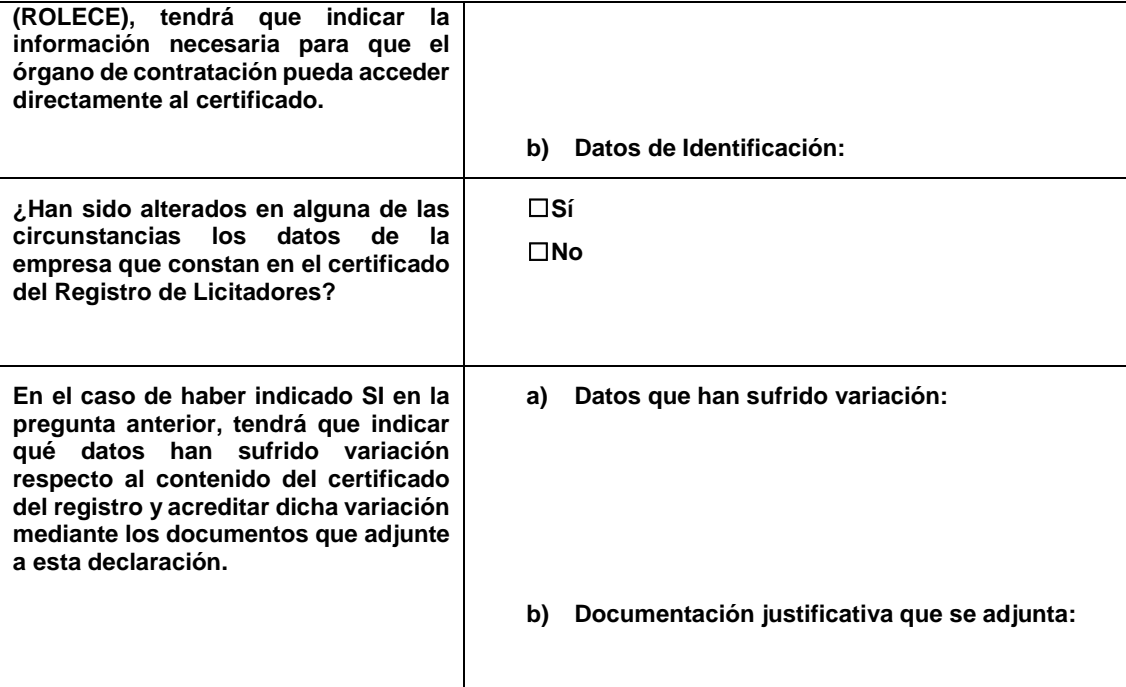 (ROLECE), tendrá que indicar la
información necesaria para que el
órgano de contratación pueda acceder
directamente al certificado.
b) Datos de Identificación:
¿Han sido alterados en alguna de las
circunstancias los datos de la
empresa que constan en el certificado
del Registro de Licitadores?
☐Sí
☐No
En el caso de haber indicado SI en la
pregunta anterior, tendrá que indicar
qué datos han sufrido variación
respecto al contenido del certificado
del registro y acreditar dicha variación
mediante los documentos que adjunte
a esta declaración.
a) Datos que han sufrido variación:
b) Documentación justificativa que se adjunta: